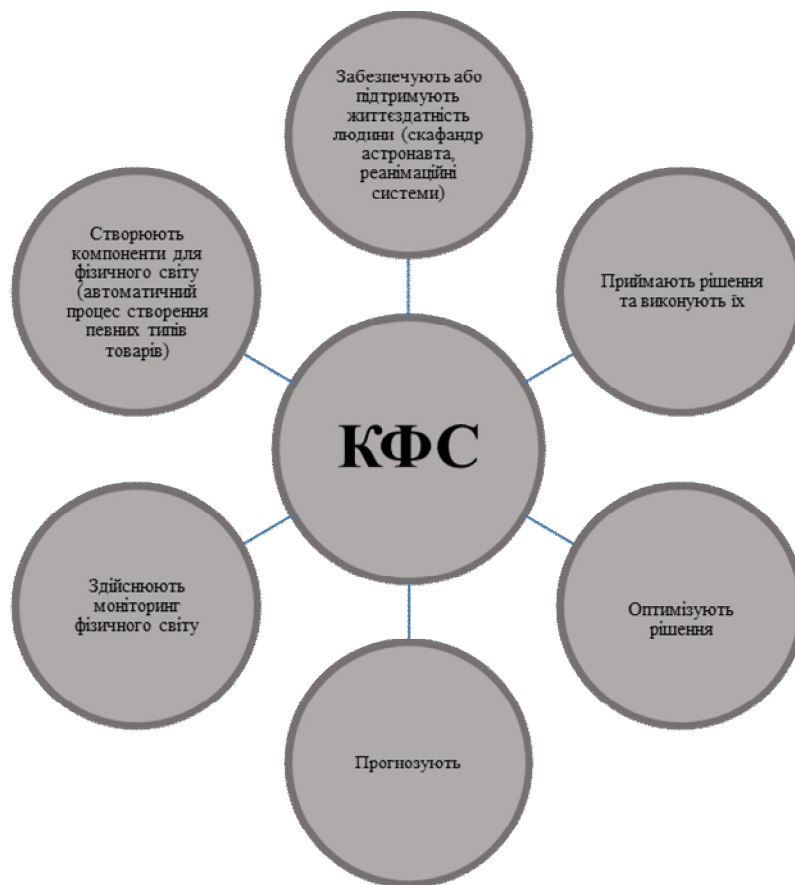 Забезпечують або
підтримують
життєздатність
людини (скафандр
астронавта,
реанімаційні
системи)
Створюють
компоненти для
фізичного світу
(автоматичний
процес створення
певних типів
товарів)
Приймають рішення
та виконують їх
КФС
Здійснюють
моніторинг
фізичного світу
Оптимізують
рішення
Прогнозують